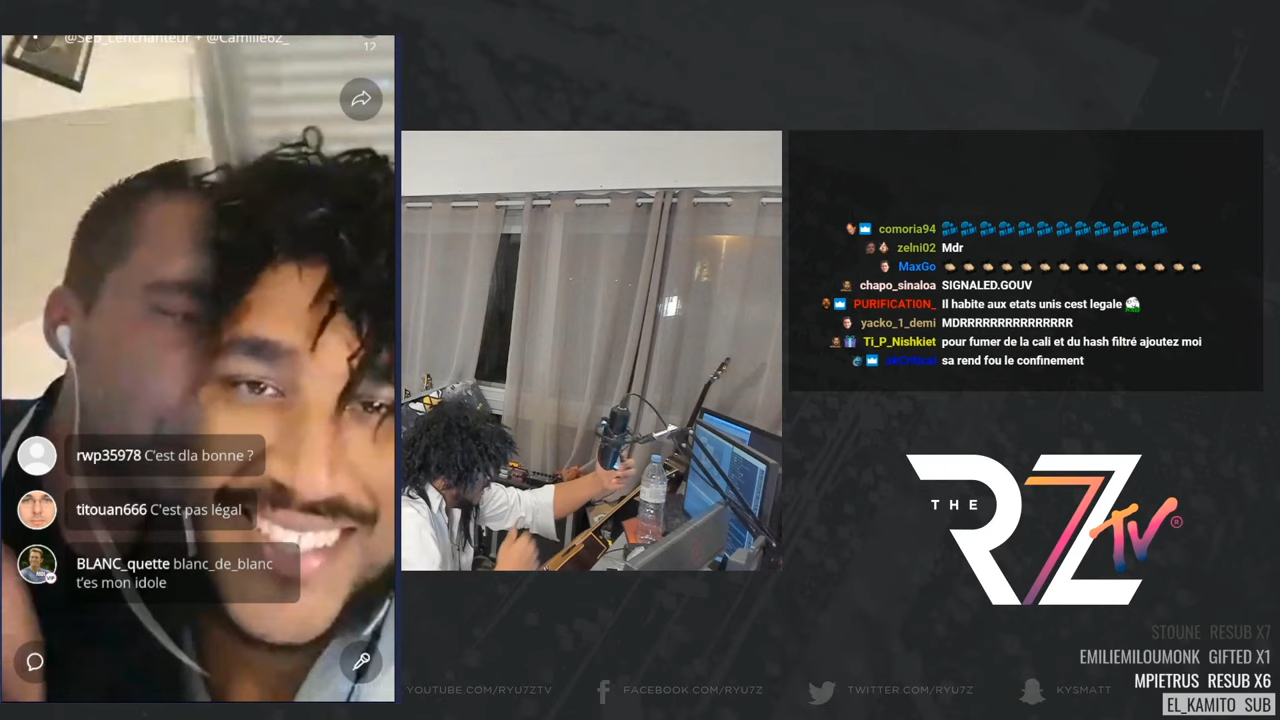 @Seb_Lenchanteur + @Camille62_
12
rwp35978 C'est dla bonne ?
titouan666 C'est pas légal
BLANC_quette blanc_de_blanc
t'es mon idole
comoria94
zelni02 Mdr
MaxGo
chapo_sinaloa SIGNALED.GOUV
PURIFICATI0N_ Il habite aux etats unis cest legale
yacko_1_demi MDRRRRRRRRRRRRRRR
Ti_P_Nishkiet pour fumer de la cali et du hash filtré ajoutez moi
sa rend fou le confinement
THE
RZ TV ®
STOUNE RESUB X7
EMILIEMILOUMONK GIFTED X1
MPIETRUS RESUB X6
EL_KAMITO SUB
YOUTUBE.COM/RYU7ZTV
FACEBOOK.COM/RYU7Z
TWITTER.COM/RYU7Z
KYSMATT